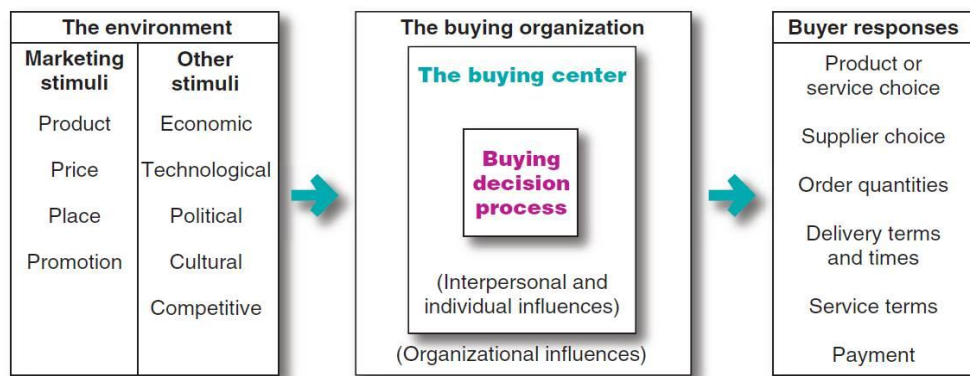 The environment
Marketing
stimuli
Product
Price
Place
Promotion
Other
stimuli
Economic
Technological
Political
Cultural
Competitive
The buying organization
The buying center
Buying
decision
process
(Interpersonal and
individual influences)
(Organizational influences)
Buyer responses
Product or
service choice
Supplier choice
Order quantities
Delivery terms
and times
Service terms
Payment